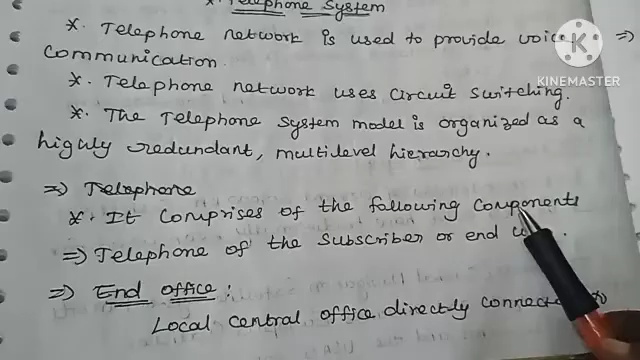 *. Telephone System
*. Telephone network is used to provide voice
communication.
*. Telephone network uses circuit switching.
*. The Telephone system model is organized as a
highly redundant, multilevel hierarchy.
⇒ Telephone
*. It comprises of the following components
⇒ Telephone of the subscriber or end
⇒ End office :
Local central office directly
K
KINEMASTER
⇒